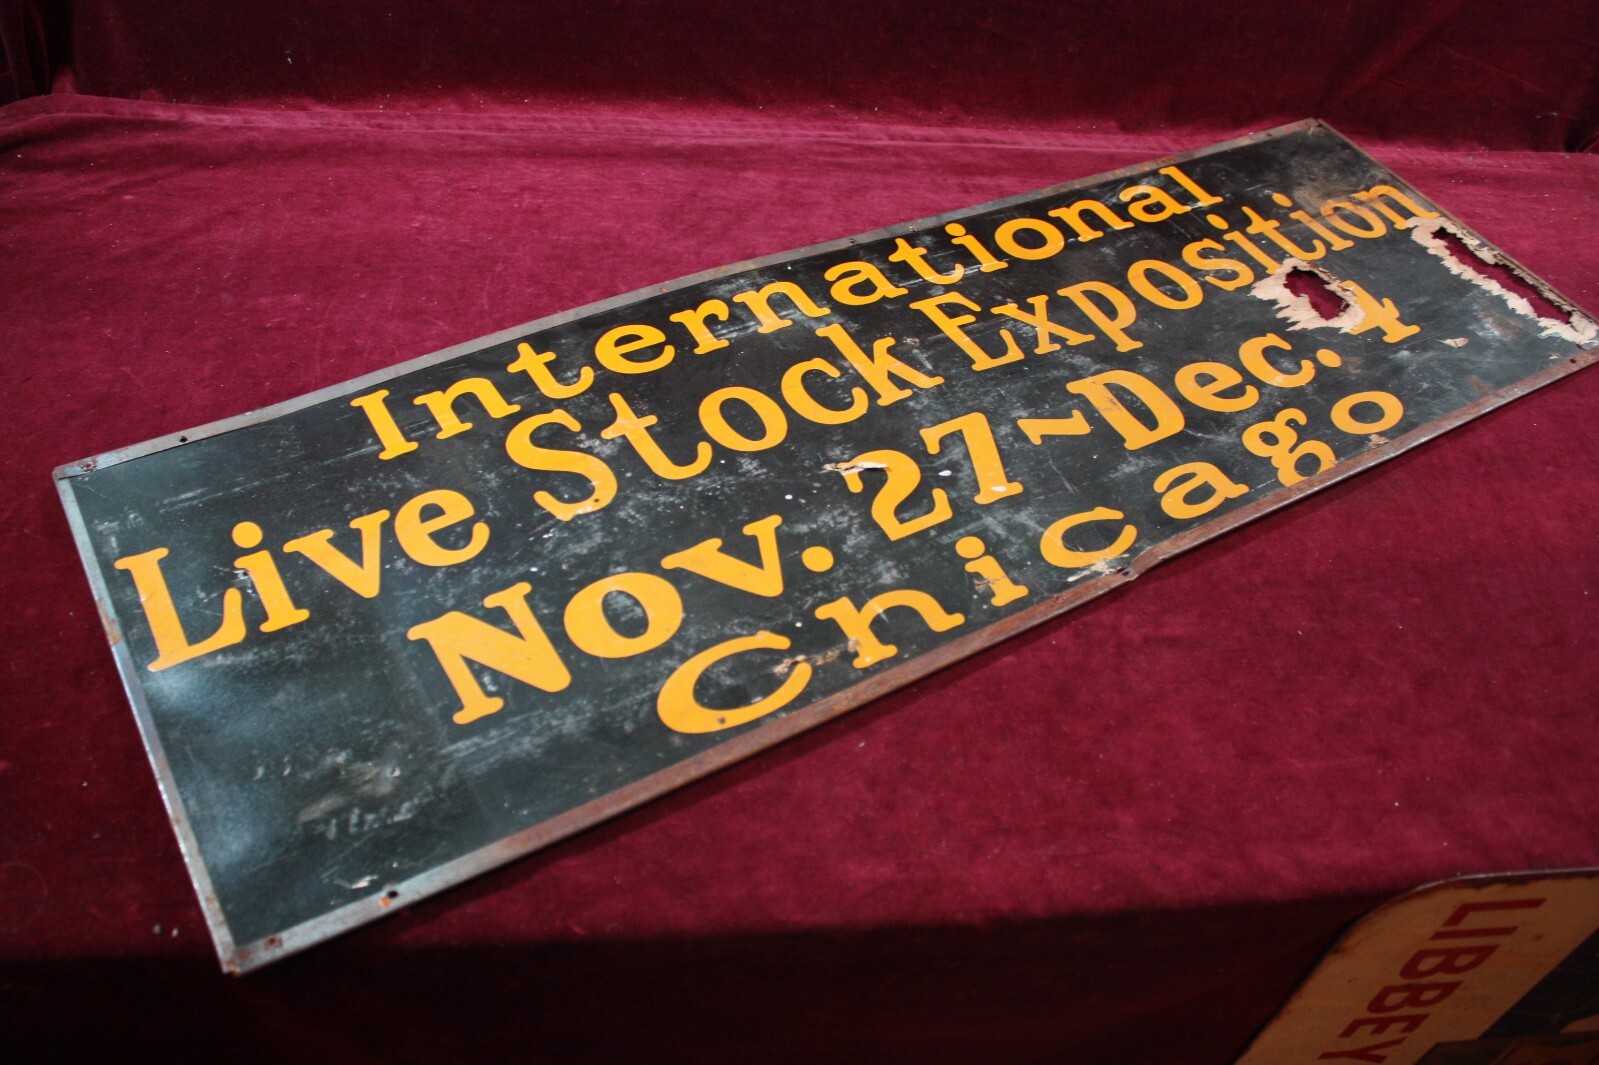 International
Live Stock Exposition
Nov. 27~Dec. 4
Chicago
LIBBEY